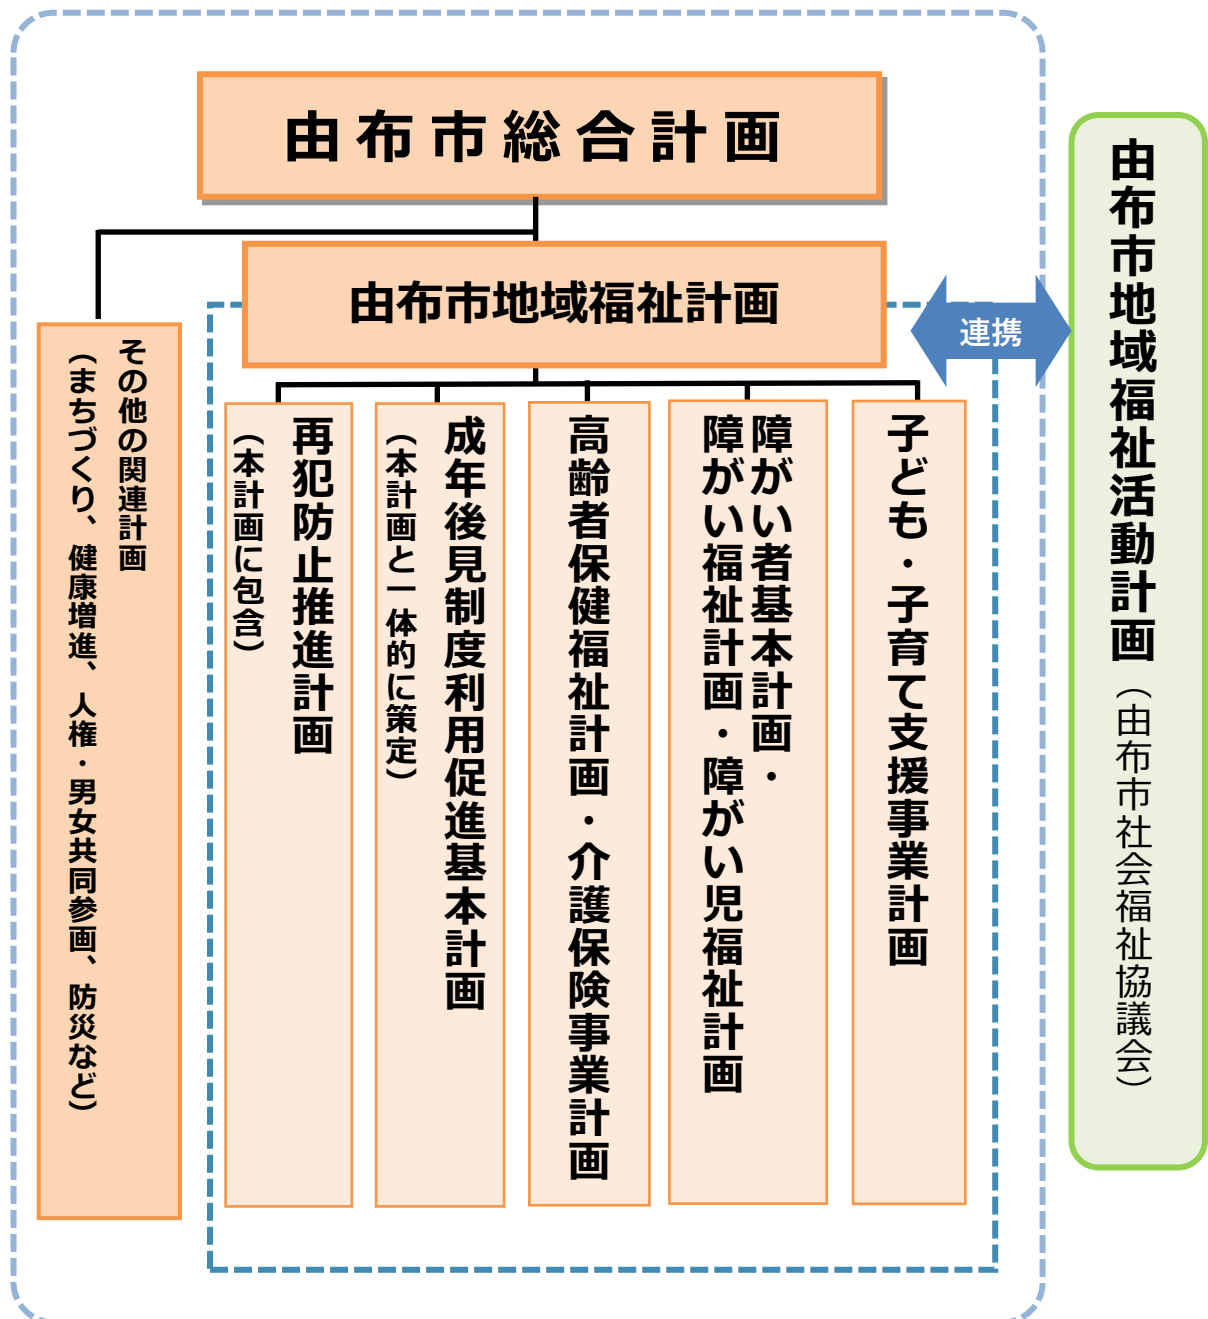 由布市総合計画
由布市地域福祉計画
連携
由布市地域福祉活動計画（由布市社会福祉協議会）
子ども・子育て支援事業計画
障がい者基本計画・
障がい福祉計画・障がい児福祉計画
高齢者保健福祉計画・介護保険事業計画
成年後見制度利用促進基本計画
（本計画と一体的に策定）
再犯防止推進計画
（本計画に包含）
その他の関連計画
（まちづくり、健康増進、人権・男女共同参画、防災など）